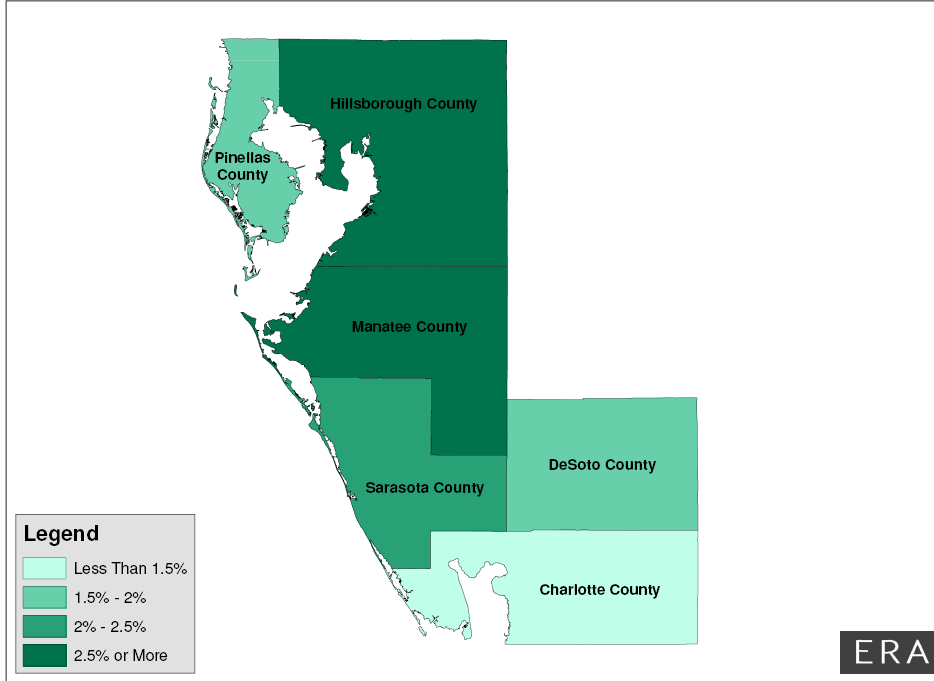 Hillsborough County
Pinellas
County
Manatee County
DeSoto County
Sarasota County
Charlotte County
Legend
Less Than 1.5%
1.5% - 2%
2% - 2.5%
2.5% or More
ERA